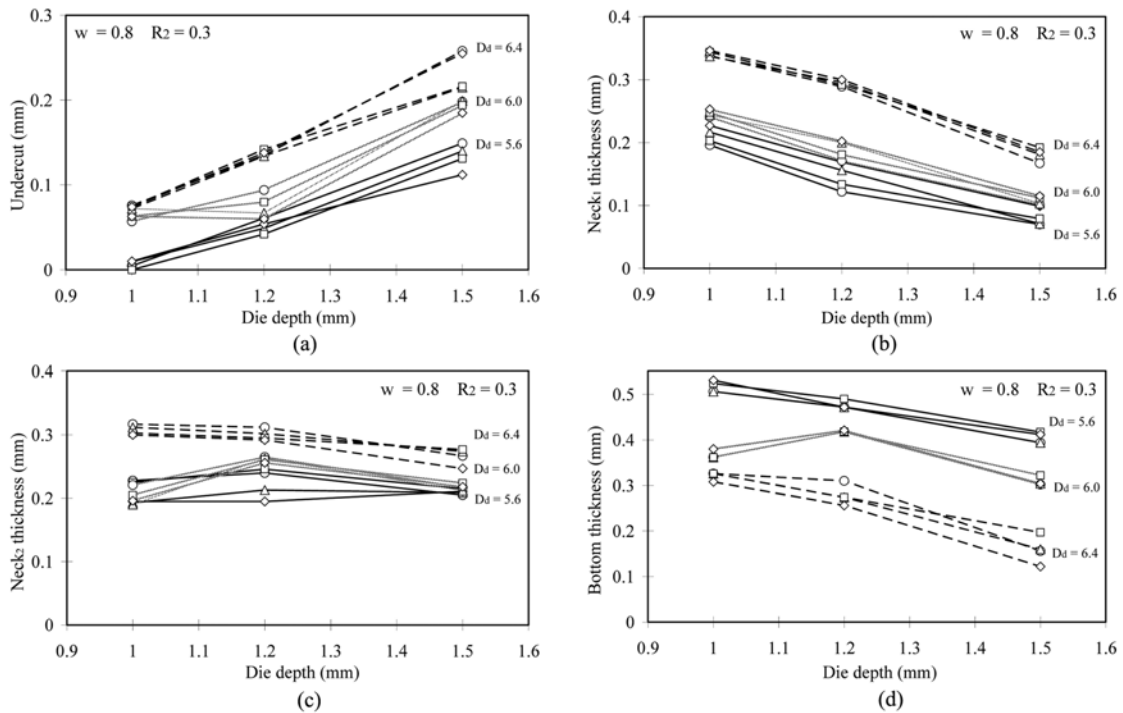 w = 0.8 R2 = 0.3
0.3
0.2
0.1
0
Undercut (mm)
Dd = 6.4
Dd = 6.0
Dd = 5.6
0.9 1 1.1 1.2 1.3 1.4 1.5 1.6
Die depth (mm)
(a)
w = 0.8 R2 = 0.3
0.4
0.3
0.2
0.1
0
Neck1 thickness (mm)
Dd = 6.4
Dd = 6.0
Dd = 5.6
0.9 1 1.1 1.2 1.3 1.4 1.5 1.6
Die depth (mm)
(b)
w = 0.8 R2 = 0.3
0.4
0.3
0.2
0.1
0
Neck2 thickness (mm)
Dd = 6.4
Dd = 6.0
Dd = 5.6
0.9 1 1.1 1.2 1.3 1.4 1.5 1.6
Die depth (mm)
(c)
w = 0.8 R2 = 0.3
0.5
0.4
0.3
0.2
0.1
0
Bottom thickness (mm)
Dd = 5.6
Dd = 6.0
Dd = 6.4
0.9 1 1.1 1.2 1.3 1.4 1.5 1.6
Die depth (mm)
(d)